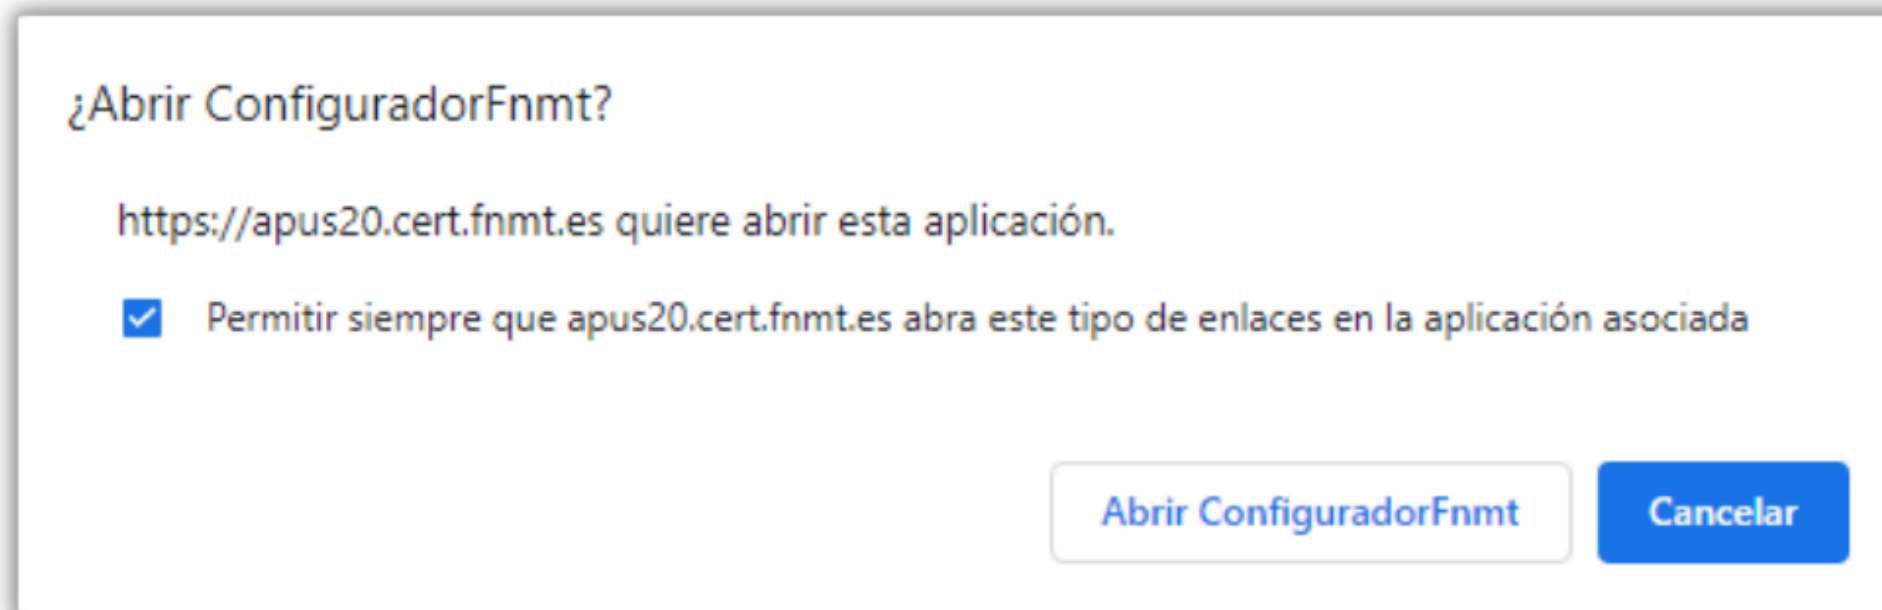 ¿Abrir ConfiguradorFnmt?
https://apus20.cert.fnmt.es quiere abrir esta aplicación.
Permitir siempre que apus20.cert.fnmt.es abra este tipo de enlaces en la aplicación asociada
Abrir ConfiguradorFnmt Cancelar